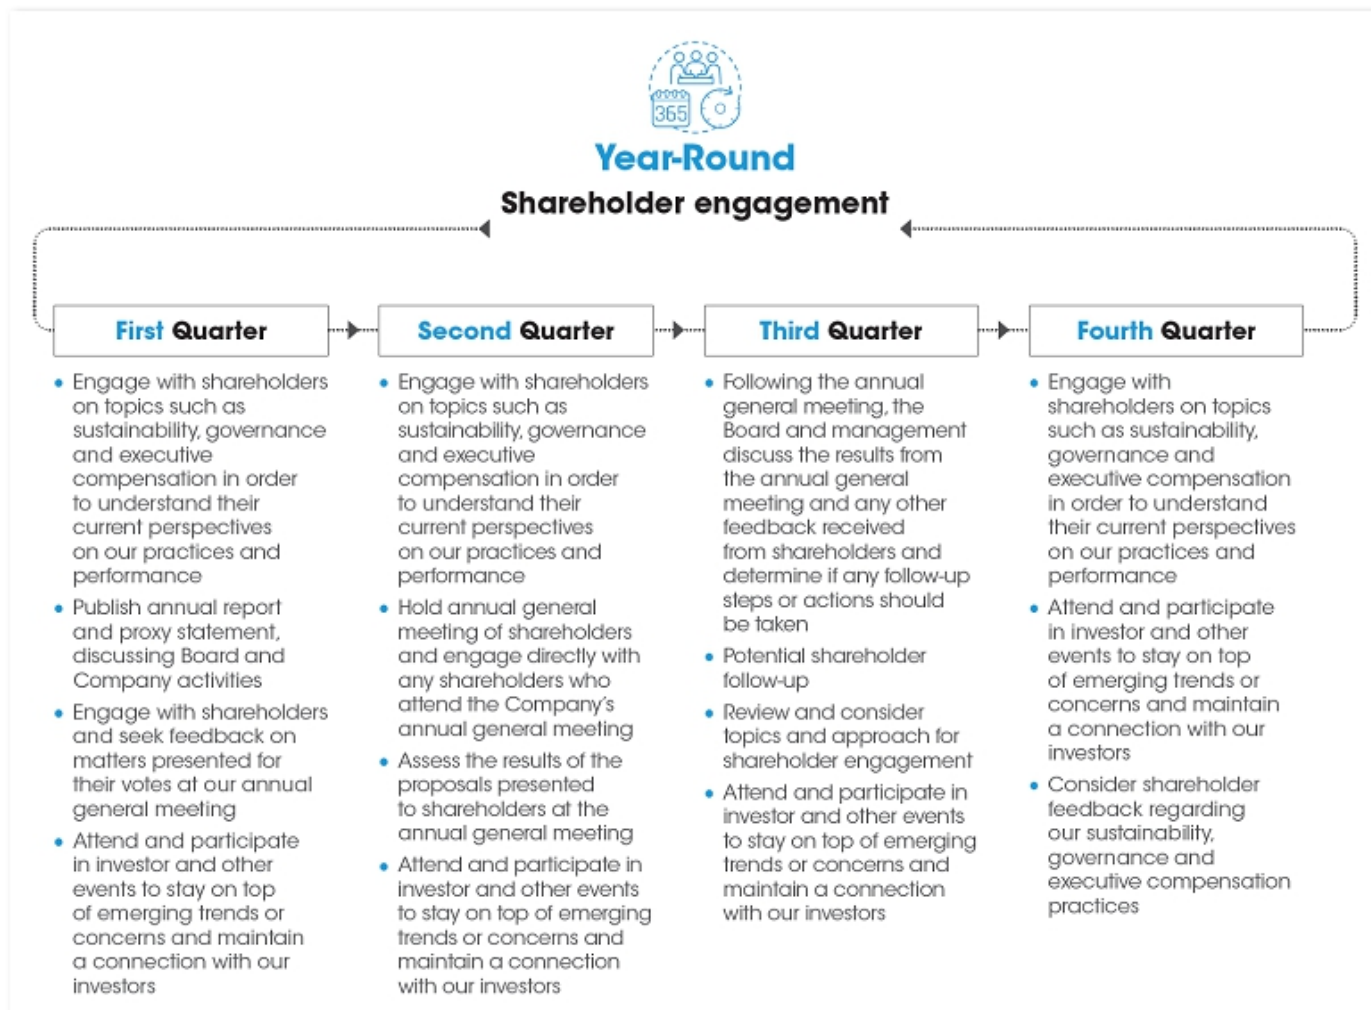 365
Year-Round
Shareholder engagement
First Quarter
Engage with shareholders
on topics such as
sustainability, governance
and executive
compensation in order
to understand their
current perspectives
on our practices and
performance
Publish annual report
and proxy statement,
discussing Board and
Company activities
Engage with shareholders
and seek feedback on
matters presented for
their votes at our annual
general meeting
Attend and participate
in investor and other
events to stay on top
of emerging trends or
concerns and maintain
a connection with our
investors
Second Quarter
Engage with shareholders
on topics such as
sustainability, governance
and executive
compensation in order
to understand their
current perspectives
on our practices and
performance
Hold annual general
meeting of shareholders
and engage directly with
any shareholders who
attend the Company's
annual general meeting
Assess the results of the
proposals presented
to shareholders at the
annual general meeting
Attend and participate in
investor and other events
to stay on top of emerging
trends or concerns and
maintain a connection
with our investors
Third Quarter
Following the annual
general meeting, the
Board and management
discuss the results from
the annual general
meeting and any other
feedback received
from shareholders and
determine if any follow-up
steps or actions should
be taken
Potential shareholder
follow-up
Review and consider
topics and approach for
shareholder engagement
Attend and participate in
investor and other events
to stay on top of emerging
trends or concerns and
maintain a connection
with our investors
Fourth Quarter
Engage with
shareholders on topics
such as sustainability,
governance and
executive compensation
in order to understand
their current perspectives
on our practices and
performance
Attend and participate
in investor and other
events to stay on top
of emerging trends or
concerns and maintain
a connection with our
investors
Consider shareholder
feedback regarding
our sustainability,
governance and
executive compensation
practices